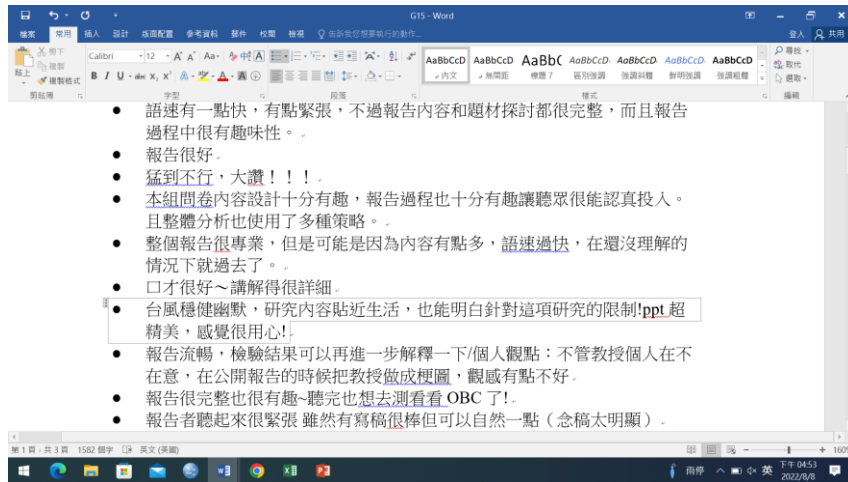 G15 - Word
檔案 常用 插入 設計 版面配置 參考資料 郵件 校閱 檢視 告訴我您想要執行的動作... 登入 共用
剪下
複製
複製格式
貼上
Calibri 12
AaBbCcD AaBbCcD AaBbC AaBbCcD AaBbCcD AaBbCcD AaBbCcD
內文 無間距 標題 7 區別強調 強調斜體 鮮明強調 強調粗體
尋找
取代
選取
剪貼簿 字型 段落 樣式 編輯
● 語速有一點快，有點緊張，不過報告內容和題材探討都很完整，而且報告
過程中很有趣味性。
● 報告很好
● 猛到不行，大讚！！！
● 本組問卷內容設計十分有趣，報告過程也十分有趣讓聽眾很能認真投入。
且整體分析也使用了多種策略。
● 整個報告很專業，但是可能是因為內容有點多，語速過快，在還沒理解的
情況下就過去了。
● 口才很好～講解得很詳細
● 台風穩健幽默，研究內容貼近生活，也能明白針對這項研究的限制!ppt 超
精美，感覺很用心!
● 報告流暢，檢驗結果可以再進一步解釋一下/個人觀點：不管教授個人在不
在意，在公開報告的時候把教授做成梗圖，觀感有點不好
● 報告很完整也很有趣~聽完也想去測看看 OBC 了!
● 報告者聽起來很緊張 雖然有寫稿很棒但可以自然一點（念稿太明顯）
第 1 頁，共 3 頁 1582 個字 英文 (美國) 160%
雨停 英 下午 04:53
2022/8/8